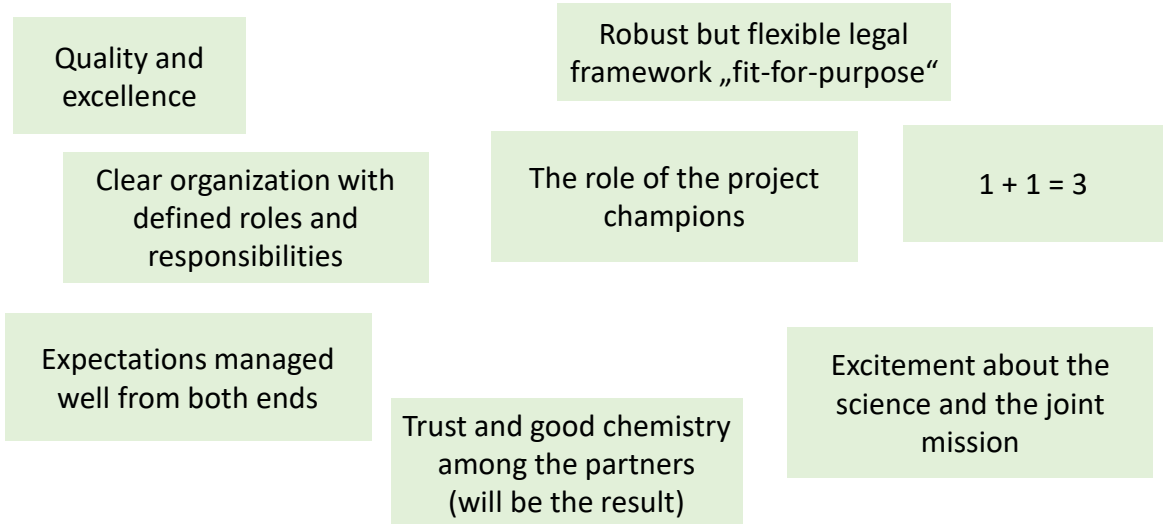 Quality and
excellence
Robust but flexible legal
framework „fit-for-purpose“
Clear organization with
defined roles and
responsibilities
The role of the project
champions
1 + 1 = 3
Expectations managed
well from both ends
Trust and good chemistry
among the partners
(will be the result)
Excitement about the
science and the joint
mission